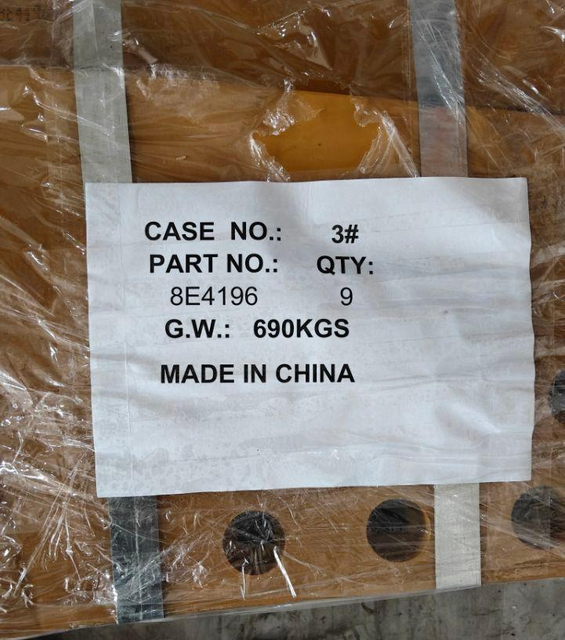 CASE NO.: 3#
PART NO.: QTY:
8E4196 9
G.W.: 690KGS
MADE IN CHINA